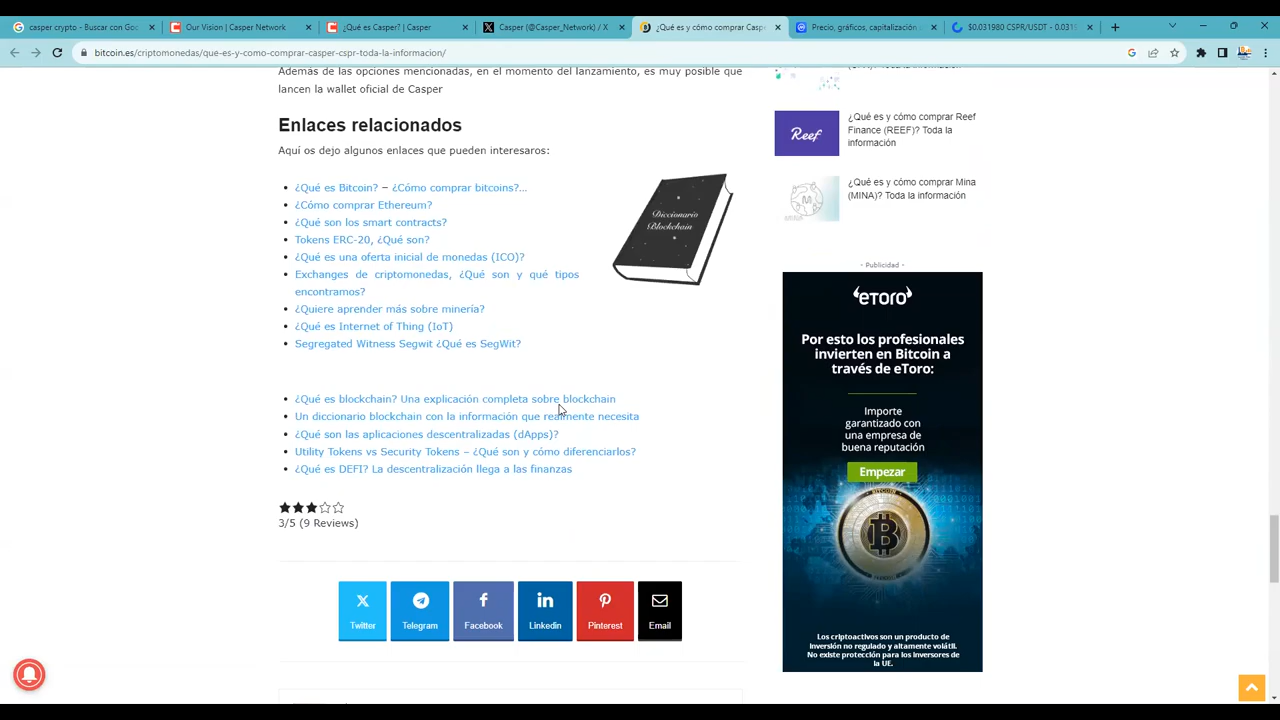 casper crypto - Buscar con Goo
Our Vision | Casper Network
¿Qué es Casper? | Casper
Casper (@Casper_Network) / X
¿Qué es y cómo comprar Casper
Precio, gráficos, capitalización
$0.031980 CSPR/USDT - 0.0319
bitcoin.es/criptomonedas/que-es-y-como-comprar-casper-cspr-toda-la-informacion/
Además de las opciones mencionadas, en el momento del lanzamiento, es muy posible que
lancen la wallet oficial de Casper
Enlaces relacionados
Aquí os dejo algunos enlaces que pueden interesaros:
¿Qué es Bitcoin? – ¿Cómo comprar bitcoins?...
¿Cómo comprar Ethereum?
¿Qué son los smart contracts?
Tokens ERC-20, ¿Qué son?
¿Qué es una oferta inicial de monedas (ICO)?
Exchanges de criptomonedas, ¿Qué son y qué tipos
encontramos?
¿Quiere aprender más sobre minería?
¿Qué es Internet of Thing (IoT)
Segregated Witness Segwit ¿Qué es SegWit?
Diccionario
Blockchain
¿Qué es blockchain? Una explicación completa sobre blockchain
Un diccionario blockchain con la información que realmente necesita
¿Qué son las aplicaciones descentralizadas (dApps)?
Utility Tokens vs Security Tokens – ¿Qué son y cómo diferenciarlos?
¿Qué es DEFI? La descentralización llega a las finanzas
3/5 (9 Reviews)
Twitter
Telegram
Facebook
Linkedin
Pinterest
Email
Reef
¿Qué es y cómo comprar Reef
Finance (REEF)? Toda la
información
¿Qué es y cómo comprar Mina
(MINA)? Toda la información
- Publicidad -
eToro
Por esto los profesionales
invierten en Bitcoin a
través de eToro:
Importe
garantizado con
una empresa de
buena reputación
Empezar
Los criptoactivos son un producto de
inversión no regulado y altamente volátil.
No existe protección para los inversores de
la UE.